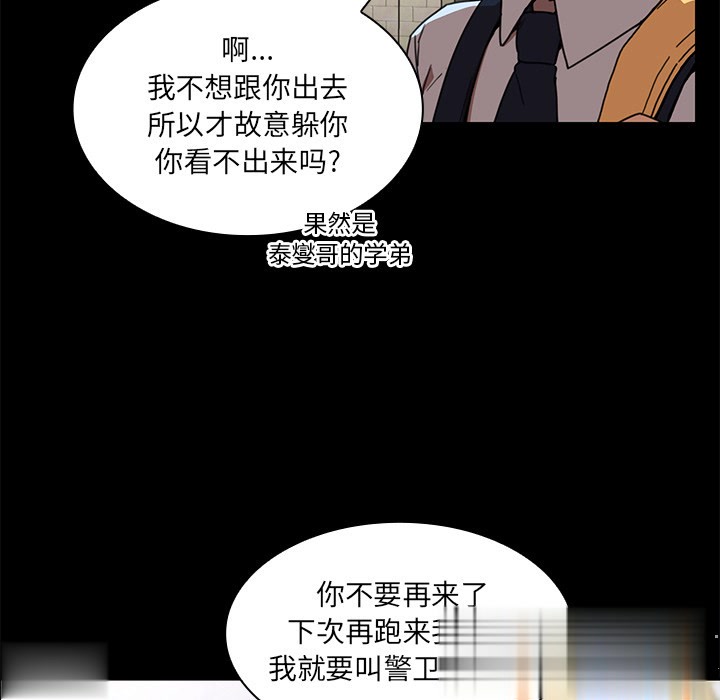 啊...
我不想跟你出去
所以才故意躲你
你看不出来吗?
果然是
泰燮哥的学弟
你不要再来了
下次再跑来
我就要叫警卫